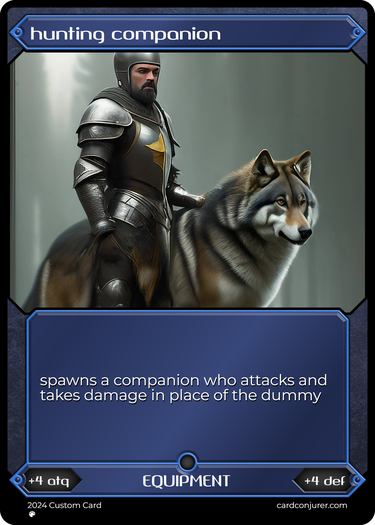 hunting companion
spawns a companion who attacks and
takes damage in place of the dummy
+4 atq
EQUIPMENT
+4 def
2024 Custom Card
cardconjurer.com